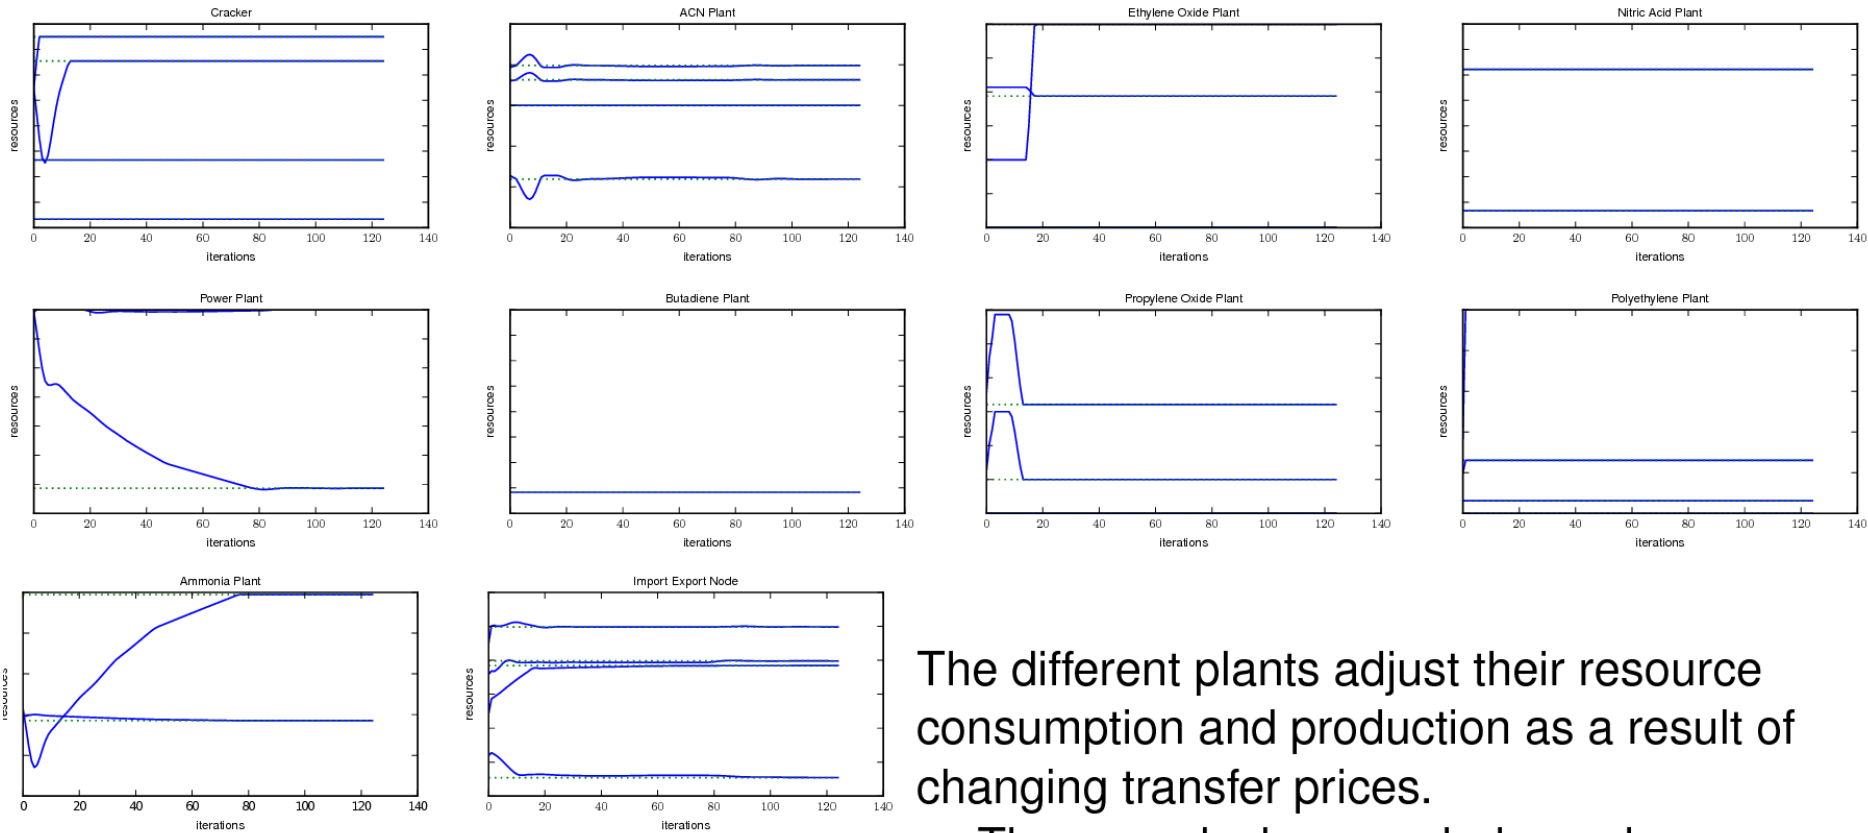 Cracker
resources
0 20 40 60 80 100 120 140
iterations
ACN Plant
resources
0 20 40 60 80 100 120 140
iterations
Ethylene Oxide Plant
resources
0 20 40 60 80 100 120 140
iterations
Nitric Acid Plant
resources
0 20 40 60 80 100 120 140
iterations
Power Plant
resources
0 20 40 60 80 100 120 140
iterations
Butadiene Plant
resources
0 20 40 60 80 100 120 140
iterations
Propylene Oxide Plant
resources
0 20 40 60 80 100 120 140
iterations
Polyethylene Plant
resources
0 20 40 60 80 100 120 140
iterations
Ammonia Plant
resources
0 20 40 60 80 100 120 140
iterations
Import Export Node
resources
0 20 40 60 80 100 120 140
iterations
The different plants adjust their resource
consumption and production as a result of
changing transfer prices.